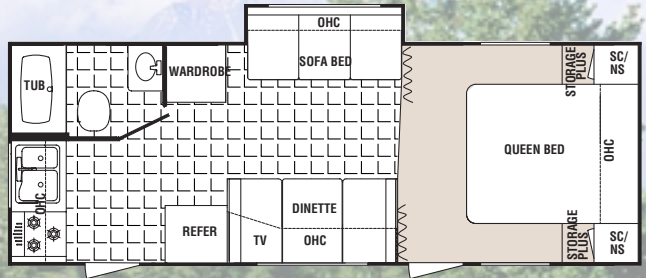 OHC
SOFA BED
WARDROBE
TUB
STORAGE
PLUS
SC/
NS
QUEEN BED
OHC
OHC
DINETTE
REFER
TV
OHC
STORAGE
PLUS
SC/
NS